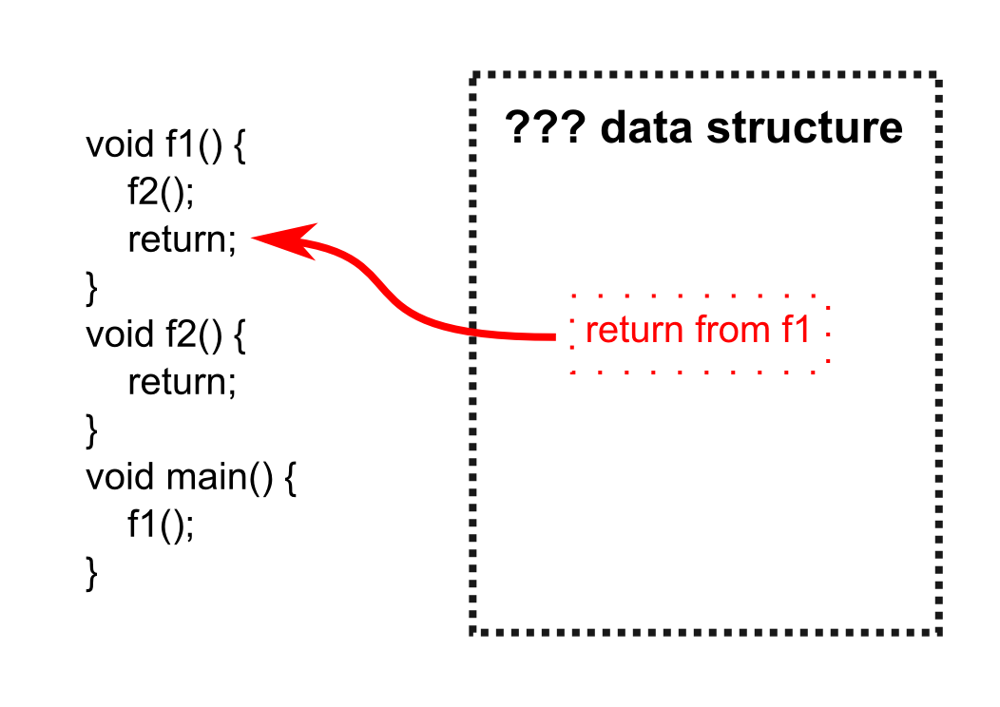 void f1() {
f2();
return;
}
void f2() {
return;
}
void main() {
f1();
}
??? data structure
return from f1